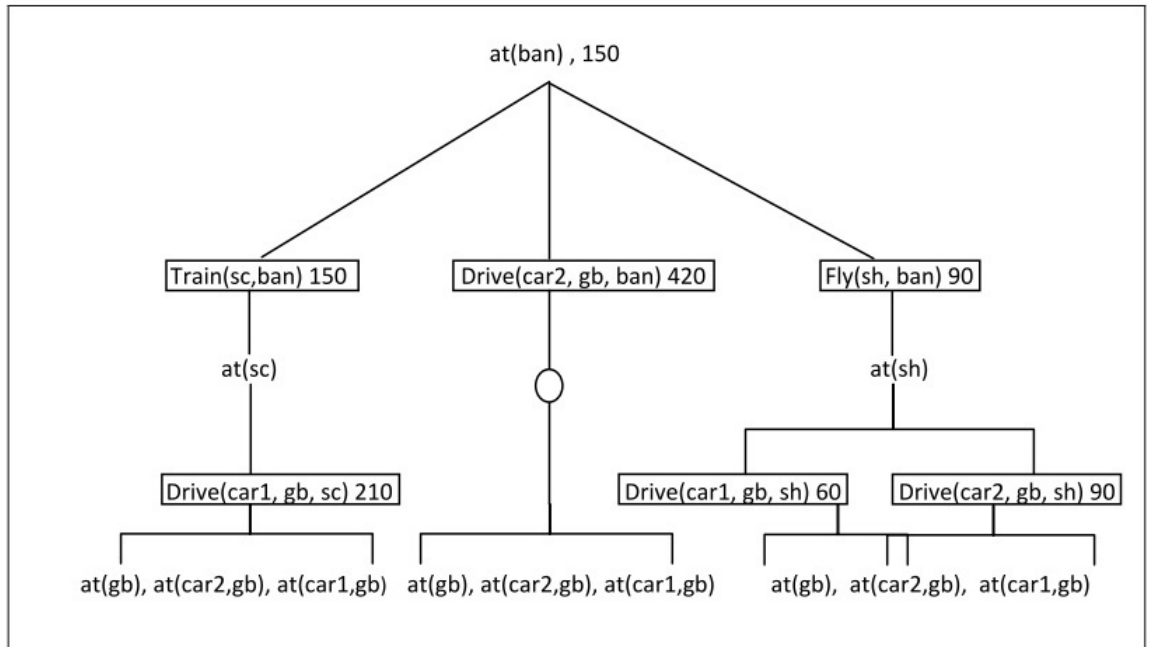 at(ban) , 150
Train(sc,ban) 150
Drive(car2, gb, ban) 420
Fly(sh, ban) 90
at(sc)
at(sh)
Drive(car1, gb, sc) 210
Drive(car1, gb, sh) 60
Drive(car2, gb, sh) 90
at(gb), at(car2,gb), at(car1,gb)
at(gb), at(car2,gb), at(car1,gb)
at(gb), at(car2,gb), at(car1,gb)